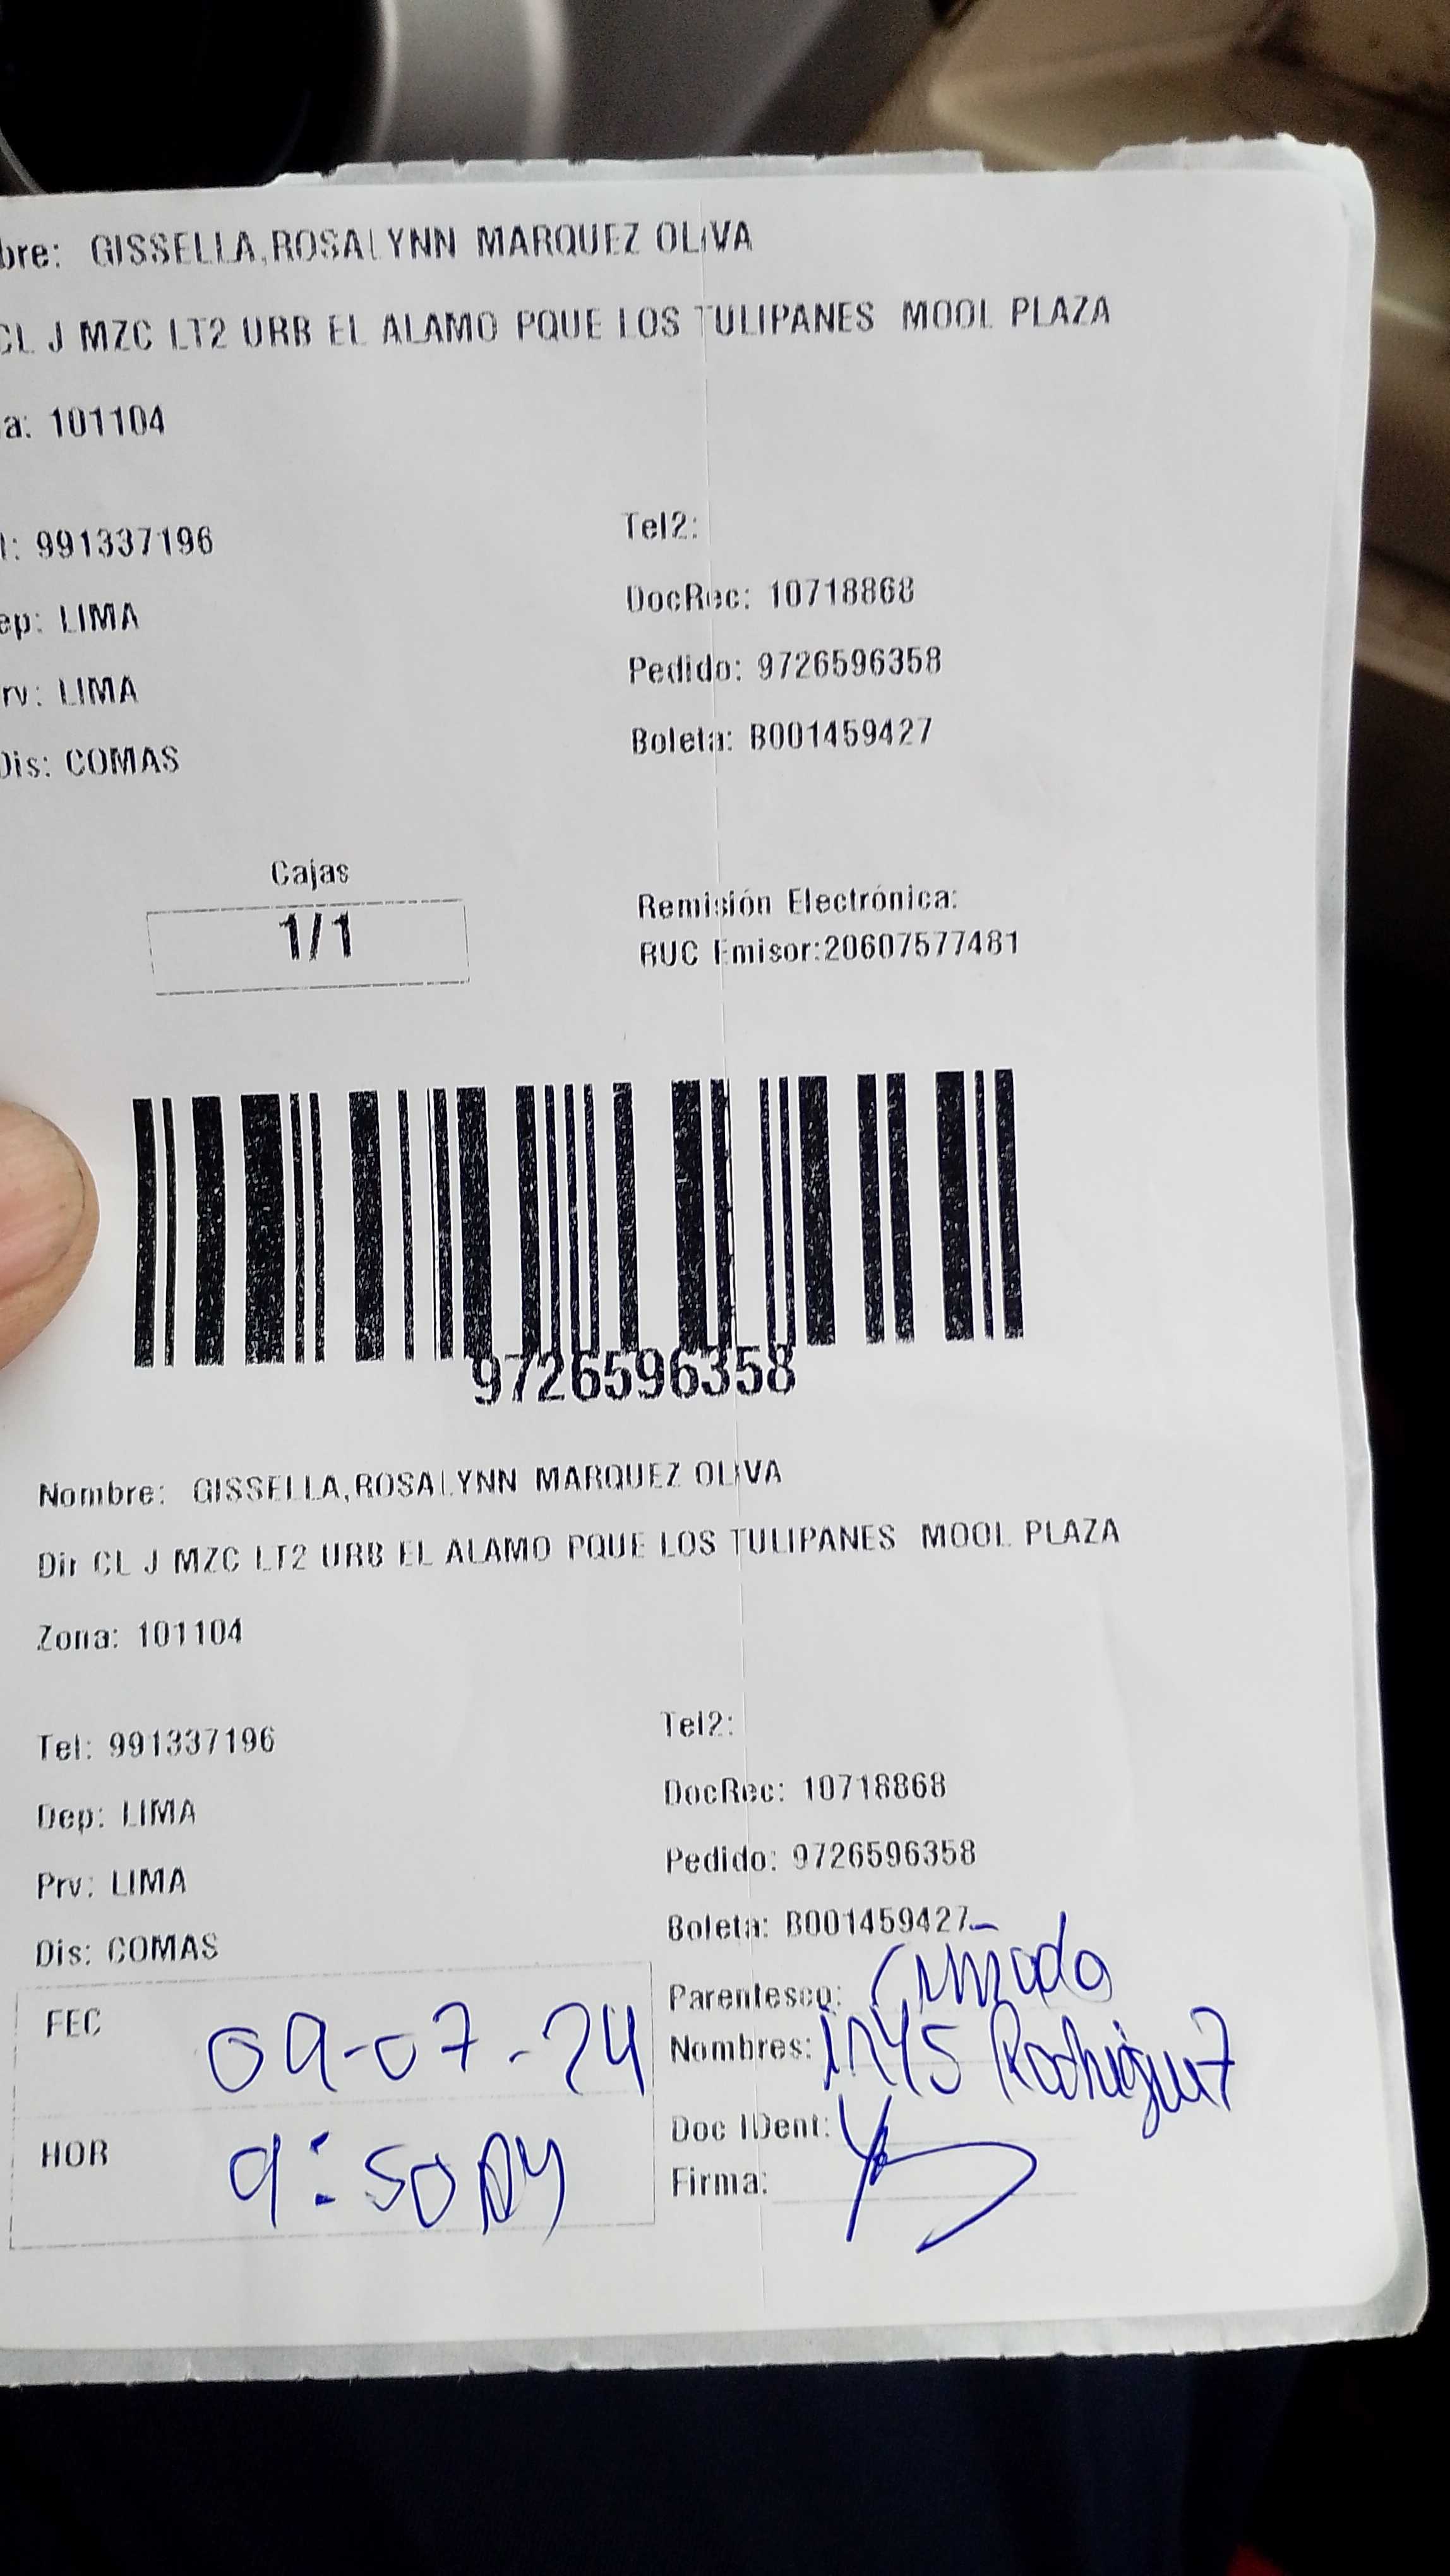 bre: GISSELLA,ROSALYNN MARQUEZ OLIVA
CL J MZC LT2 URB EL ALAMO PQUE LOS TULIPANES MOOL PLAZA
a: 101104
l: 991337196
Tel2:
ep: LIMA
DocRec: 10718868
rv: LIMA
Pedido: 9726596358
Dis: COMAS
Boleta: B001459427
Cajas
1/1
Remisión Electrónica:
RUC Emisor:20607577481
9726596358
Nombre: GISSELLA,ROSALYNN MARQUEZ OLIVA
Dir CL J MZC LT2 URB EL ALAMO PQUE LOS TULIPANES MOOL PLAZA
Zona: 101104
Tel: 991337196
Tel2:
Dep: LIMA
DocRec: 10718868
Prv: LIMA
Pedido: 9726596358
Dis: COMAS
Boleta: B001459427
FEC 09-07-24
Parentesco: Cuñado
Nombres: Rodriguez
HOR 9:50
Doc IDent:
Firma: